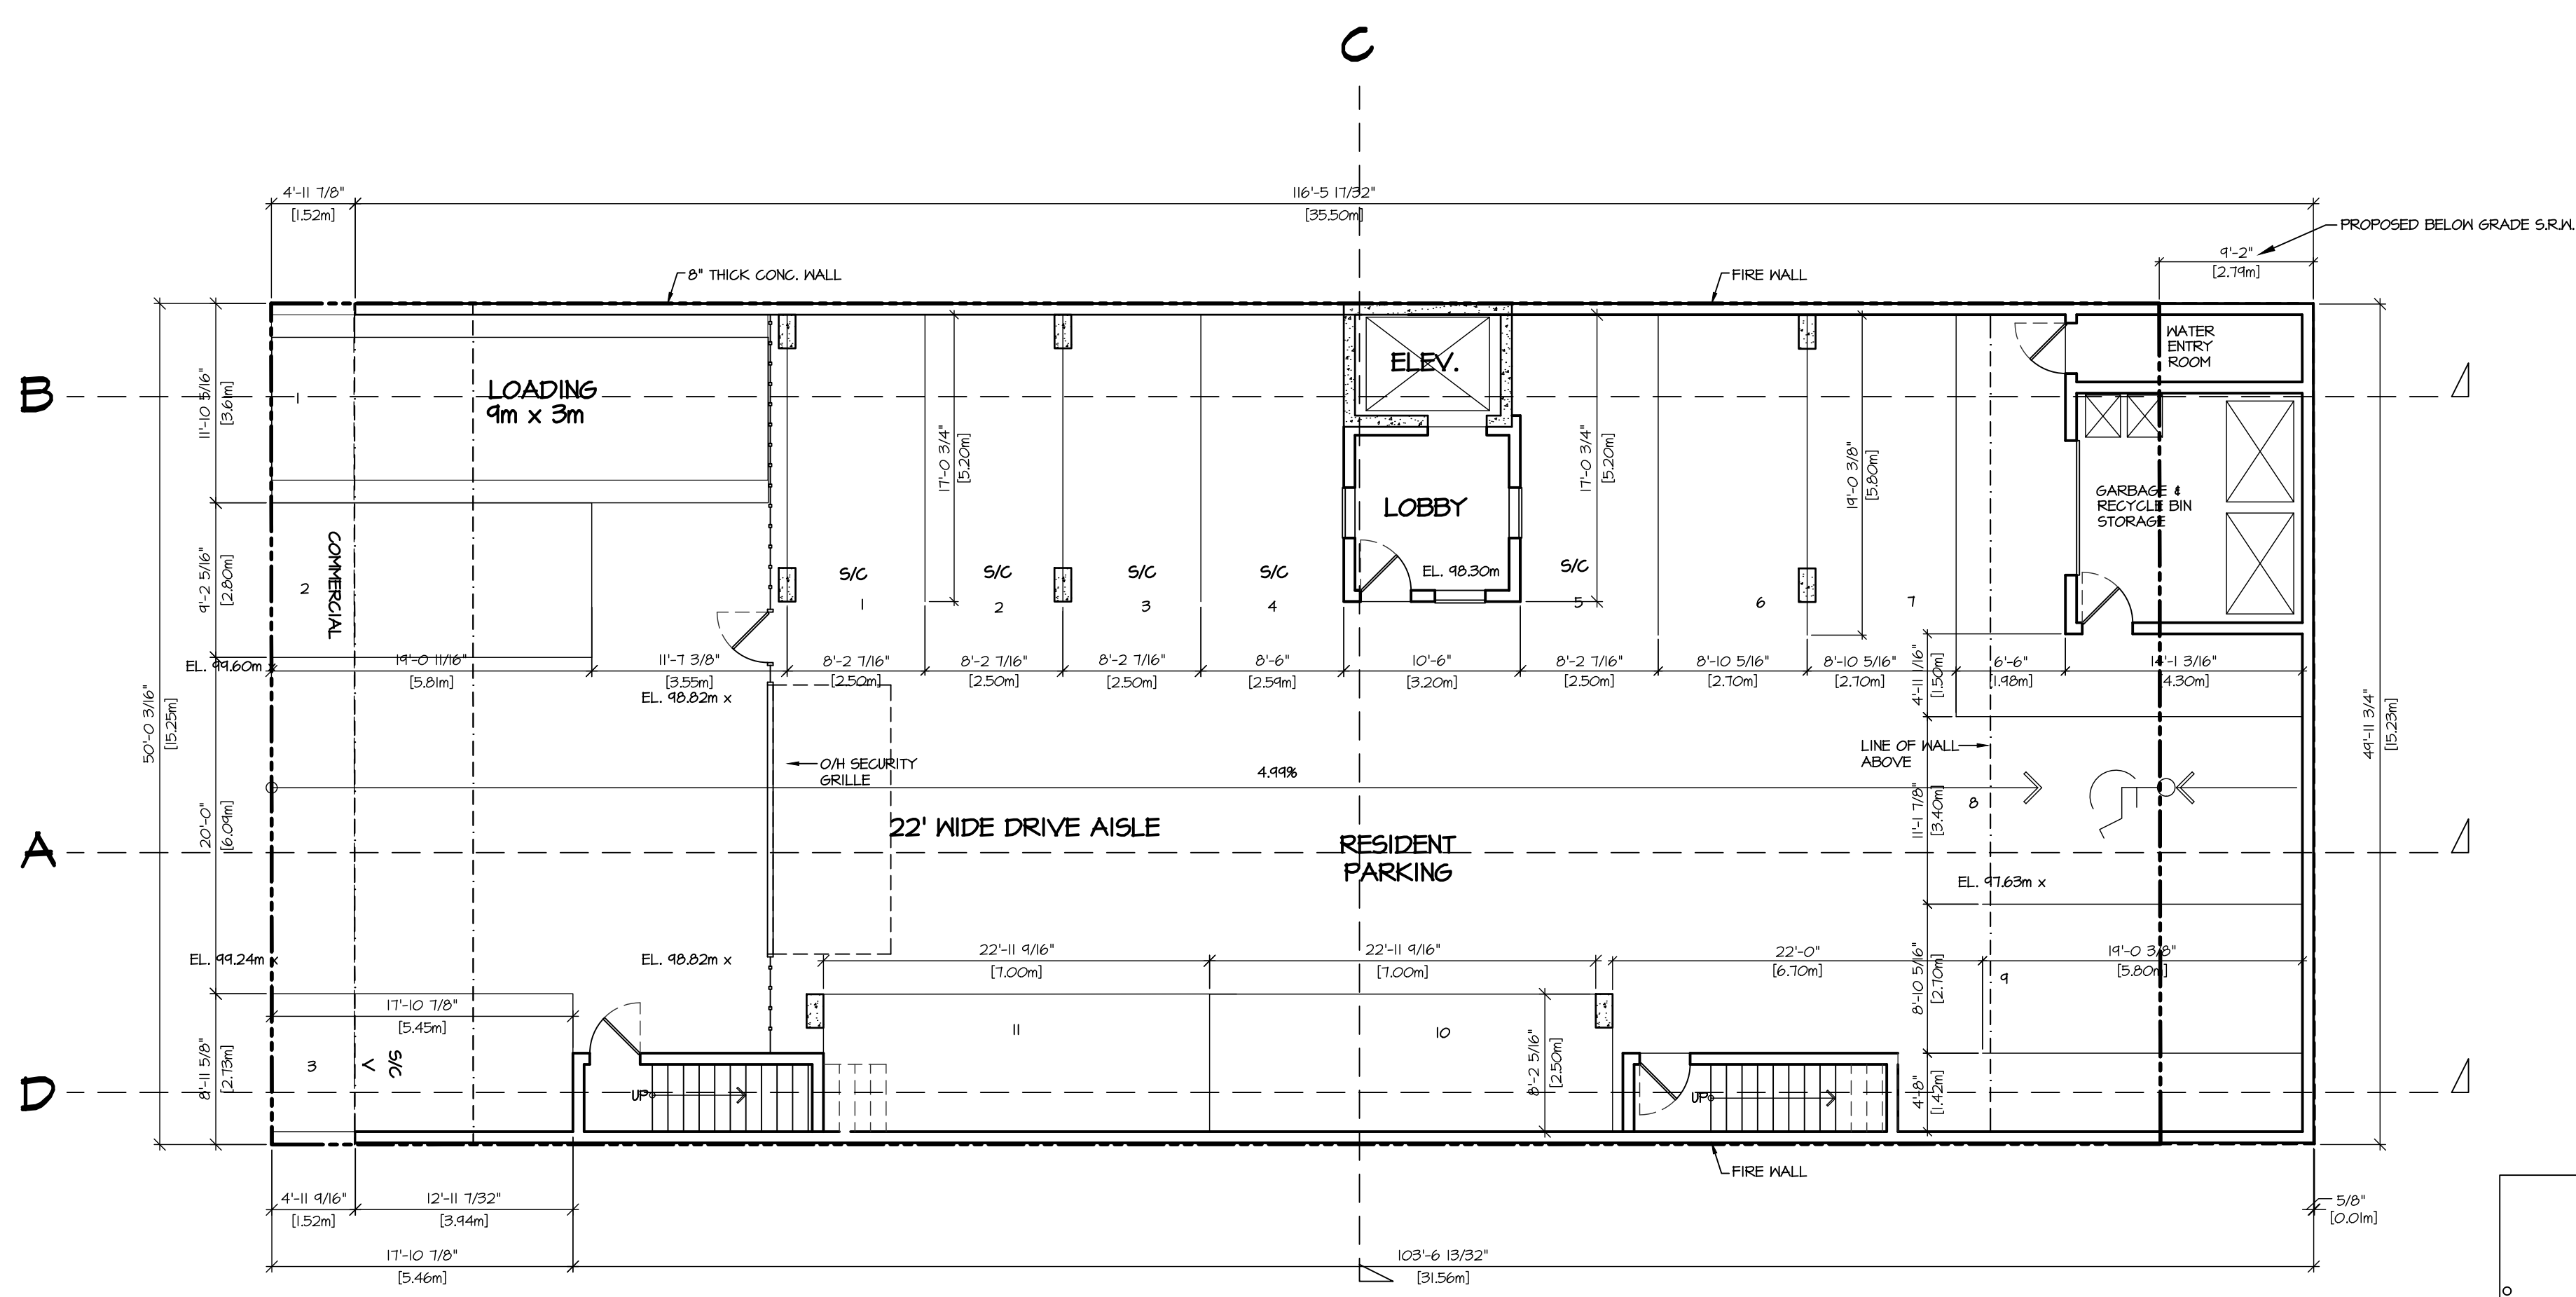 C
4'-11 7/8"
[1.52m]
116'-5 17/32"
[35.50m]
PROPOSED BELOW GRADE S.R.W.
9'-2"
[2.79m]
8" THICK CONC. WALL
FIRE WALL
WATER
ENTRY
ROOM
B
11'-10 5/16"
[3.61m]
1
LOADING
9m x 3m
ELEV.
17'-0 3/4"
[5.20m]
17'-0 3/4"
[5.20m]
19'-0 3/8"
[5.80m]
LOBBY
GARBAGE &
RECYCLE BIN
STORAGE
9'-2 5/16"
[2.80m]
2
COMMERCIAL
S/C
1
S/C
2
S/C
3
S/C
4
EL. 98.30m
S/C
5
6
7
EL. 99.60m x
19'-0 11/16"
[5.81m]
11'-7 3/8"
[3.55m]
8'-2 7/16"
[2.50m]
8'-2 7/16"
[2.50m]
8'-2 7/16"
[2.50m]
8'-6"
[2.59m]
10'-6"
[3.20m]
8'-2 7/16"
[2.50m]
8'-10 5/16"
[2.70m]
8'-10 5/16"
[2.70m]
4'-11 1/16"
[1.50m]
6'-6"
[1.98m]
14'-1 3/16"
[4.30m]
EL. 98.82m x
50'-0 3/16"
[15.25m]
49'-11 3/4"
[15.23m]
O/H SECURITY
GRILLE
4.99%
LINE OF WALL
ABOVE
8
11'-1 7/8"
[3.40m]
20'-0"
[6.09m]
A
22' WIDE DRIVE AISLE
RESIDENT
PARKING
EL. 97.63m x
EL. 99.24m x
EL. 98.82m x
22'-11 9/16"
[7.00m]
22'-11 9/16"
[7.00m]
22'-0"
[6.70m]
8'-10 5/16"
[2.70m]
19'-0 3/8"
[5.80m]
9
17'-10 7/8"
[5.45m]
11
10
8'-2 5/16"
[2.50m]
8'-11 5/8"
[2.73m]
3
V
S/C
D
UP
UP
4'-8"
[1.42m]
FIRE WALL
4'-11 9/16"
[1.52m]
12'-11 7/32"
[3.94m]
5/8"
[0.01m]
17'-10 7/8"
[5.46m]
103'-6 13/32"
[31.56m]